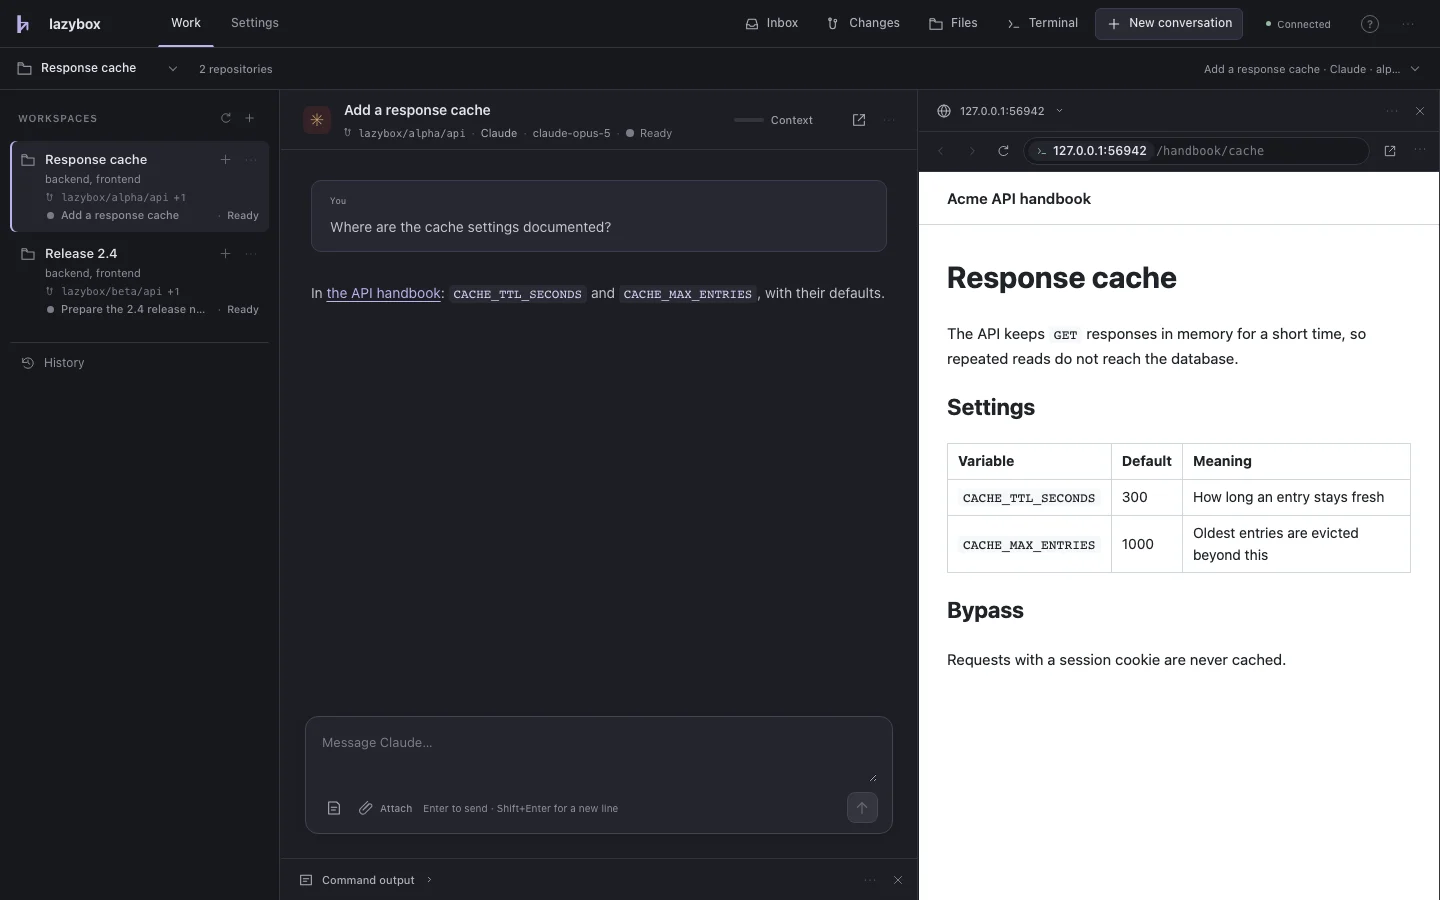 lazybox
Work
Settings
Inbox
Changes
Files
Terminal
New conversation
Connected
?
Response cache
2 repositories
Add a response cache · Claude · alp...
WORKSPACES
Response cache
backend, frontend
lazybox/alpha/api +1
Add a response cache · Ready
Release 2.4
backend, frontend
lazybox/beta/api +1
Prepare the 2.4 release n... · Ready
History
Add a response cache
lazybox/alpha/api · Claude · claude-opus-5 · Ready
Context
You
Where are the cache settings documented?
In the API handbook: CACHE_TTL_SECONDS and CACHE_MAX_ENTRIES, with their defaults.
Message Claude...
Attach
Enter to send · Shift+Enter for a new line
Command output
127.0.0.1:56942
127.0.0.1:56942 /handbook/cache
Acme API handbook
Response cache
The API keeps GET responses in memory for a short time, so
repeated reads do not reach the database.
Settings
Variable Default Meaning
CACHE_TTL_SECONDS 300 How long an entry stays fresh
CACHE_MAX_ENTRIES 1000 Oldest entries are evicted
beyond this
Bypass
Requests with a session cookie are never cached.